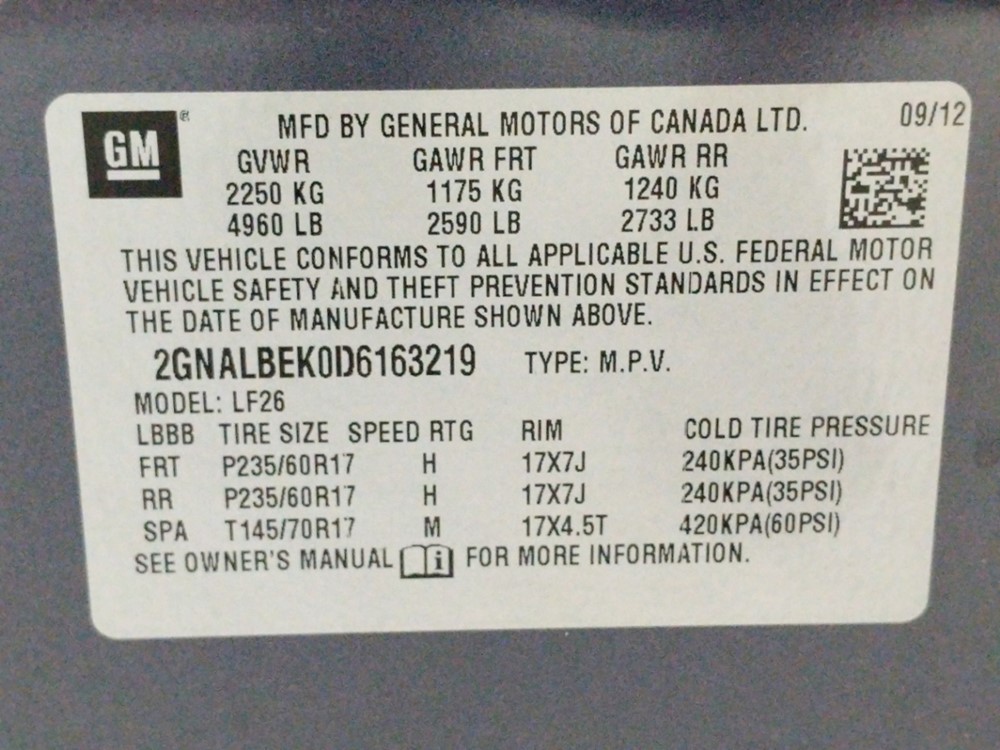 GM ® MFD BY GENERAL MOTORS OF CANADA LTD. 09/12
GVWR GAWR FRT GAWR RR
2250 KG 1175 KG 1240 KG
4960 LB 2590 LB 2733 LB
THIS VEHICLE CONFORMS TO ALL APPLICABLE U.S. FEDERAL MOTOR
VEHICLE SAFETY AND THEFT PREVENTION STANDARDS IN EFFECT ON
THE DATE OF MANUFACTURE SHOWN ABOVE.
2GNALBEK0D6163219 TYPE: M.P.V.
MODEL: LF26
LBBB TIRE SIZE SPEED RTG RIM COLD TIRE PRESSURE
FRT P235/60R17 H 17X7J 240KPA(35PSI)
RR P235/60R17 H 17X7J 240KPA(35PSI)
SPA T145/70R17 M 17X4.5T 420KPA(60PSI)
SEE OWNER'S MANUAL i FOR MORE INFORMATION.